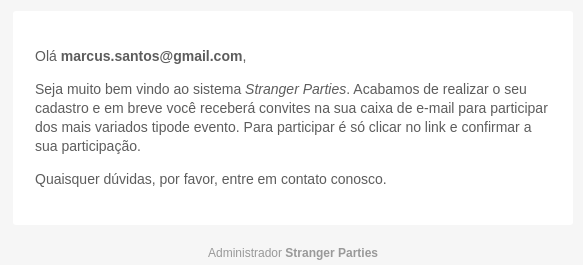 Olá marcus.santos@gmail.com,
Seja muito bem vindo ao sistema Stranger Parties. Acabamos de realizar o seu
cadastro e em breve você receberá convites na sua caixa de e-mail para participar
dos mais variados tipode evento. Para participar é só clicar no link e confirmar a
sua participação.
Quaisquer dúvidas, por favor, entre em contato conosco.
Administrador Stranger Parties